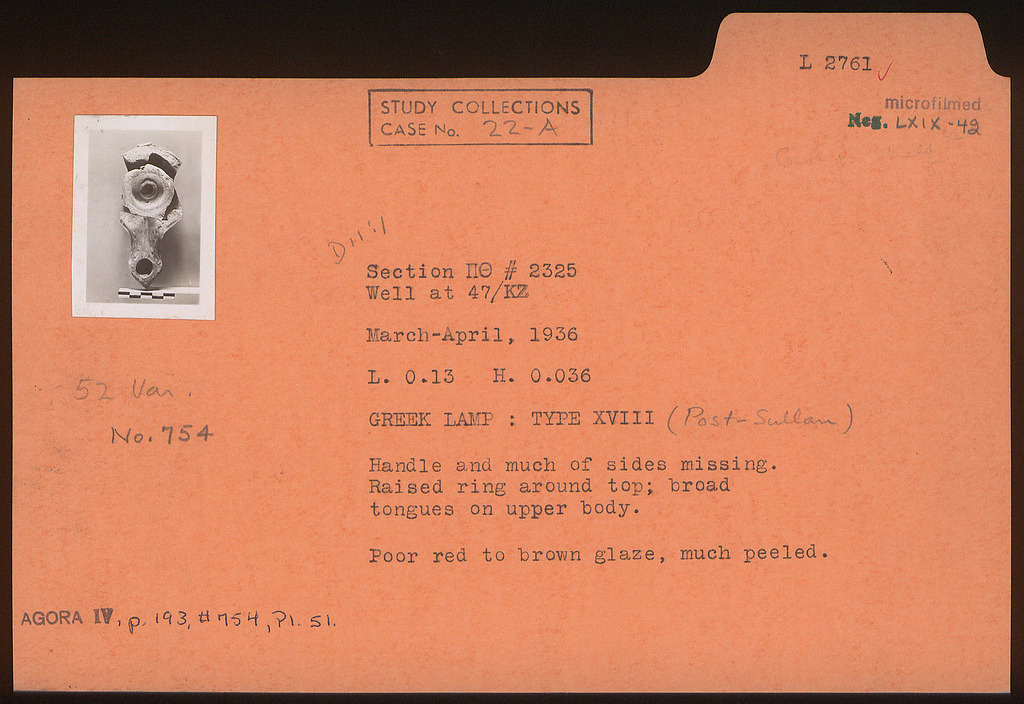 L 2761 ✓
microfilmed
Neg. LXIX-42
STUDY COLLECTIONS
CASE No. 22-A
Section ΠΘ # 2325
Well at 47/KZ
March-April, 1936
L. 0.13 H. 0.036
52 Var.
No. 754
GREEK LAMP : TYPE XVIII (Post-Sullan)
Handle and much of sides missing.
Raised ring around top; broad
tongues on upper body.
Poor red to brown glaze, much peeled.
AGORA IV, p. 193, #754, Pl. 51.